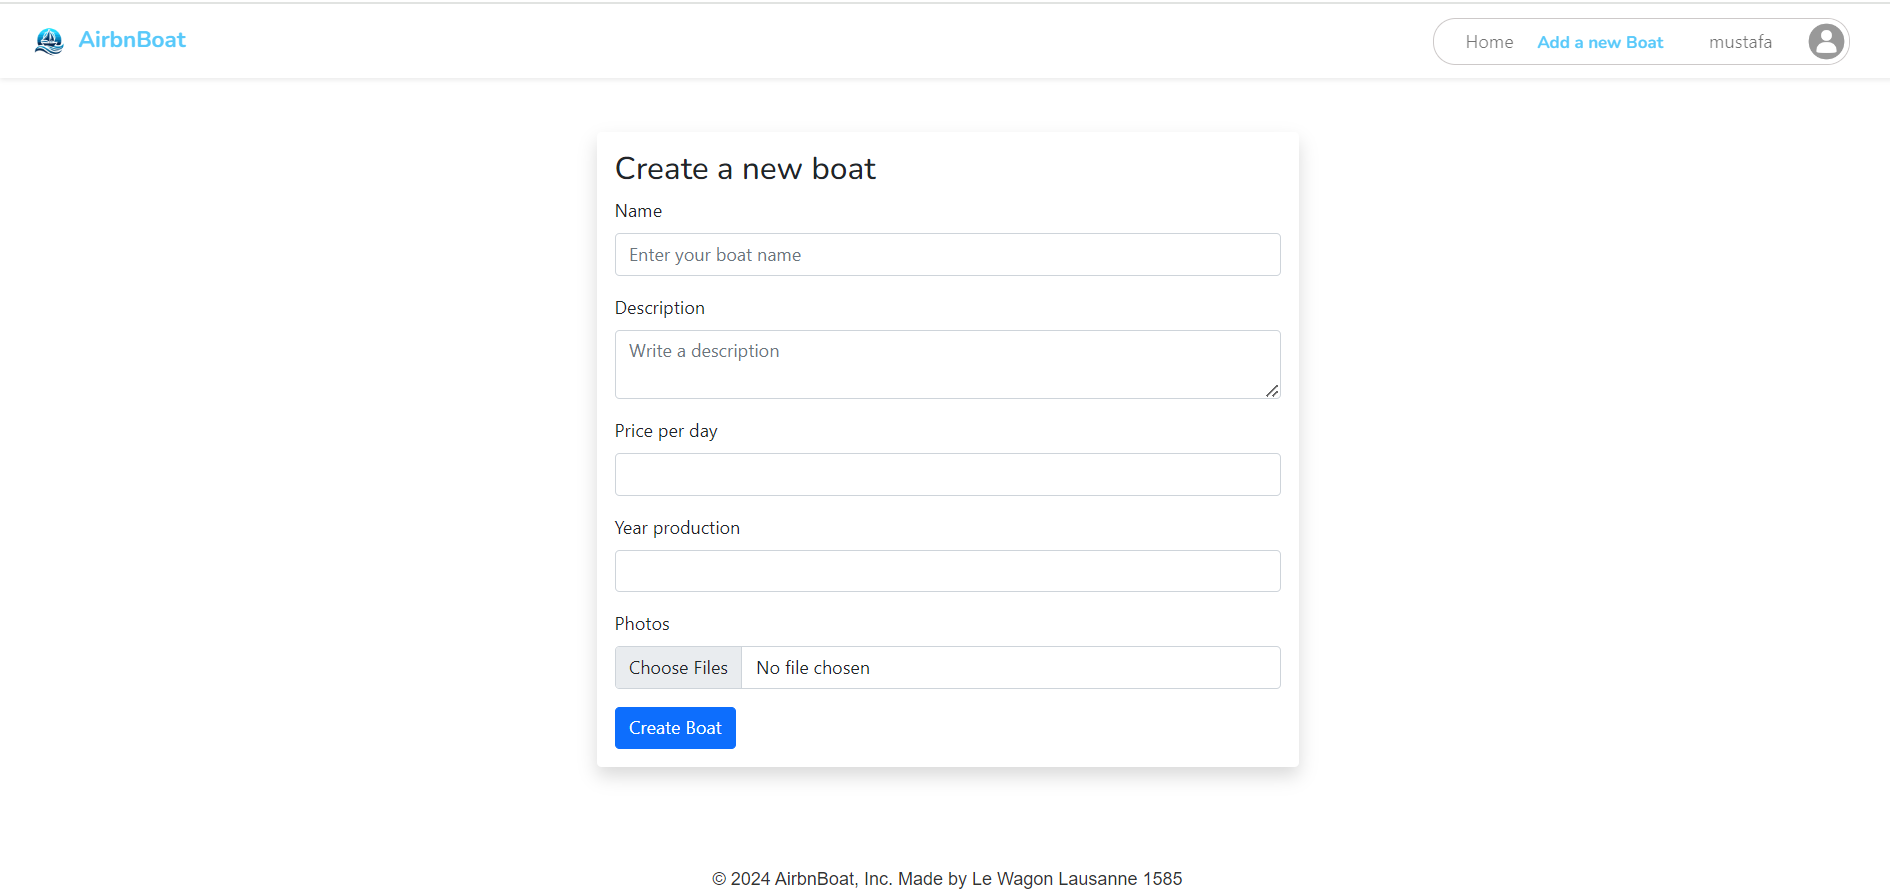 AirbnBoat
Home Add a new Boat mustafa
Create a new boat
Name
Enter your boat name
Description
Write a description
Price per day
Year production
Photos
Choose Files No file chosen
Create Boat
© 2024 AirbnBoat, Inc. Made by Le Wagon Lausanne 1585